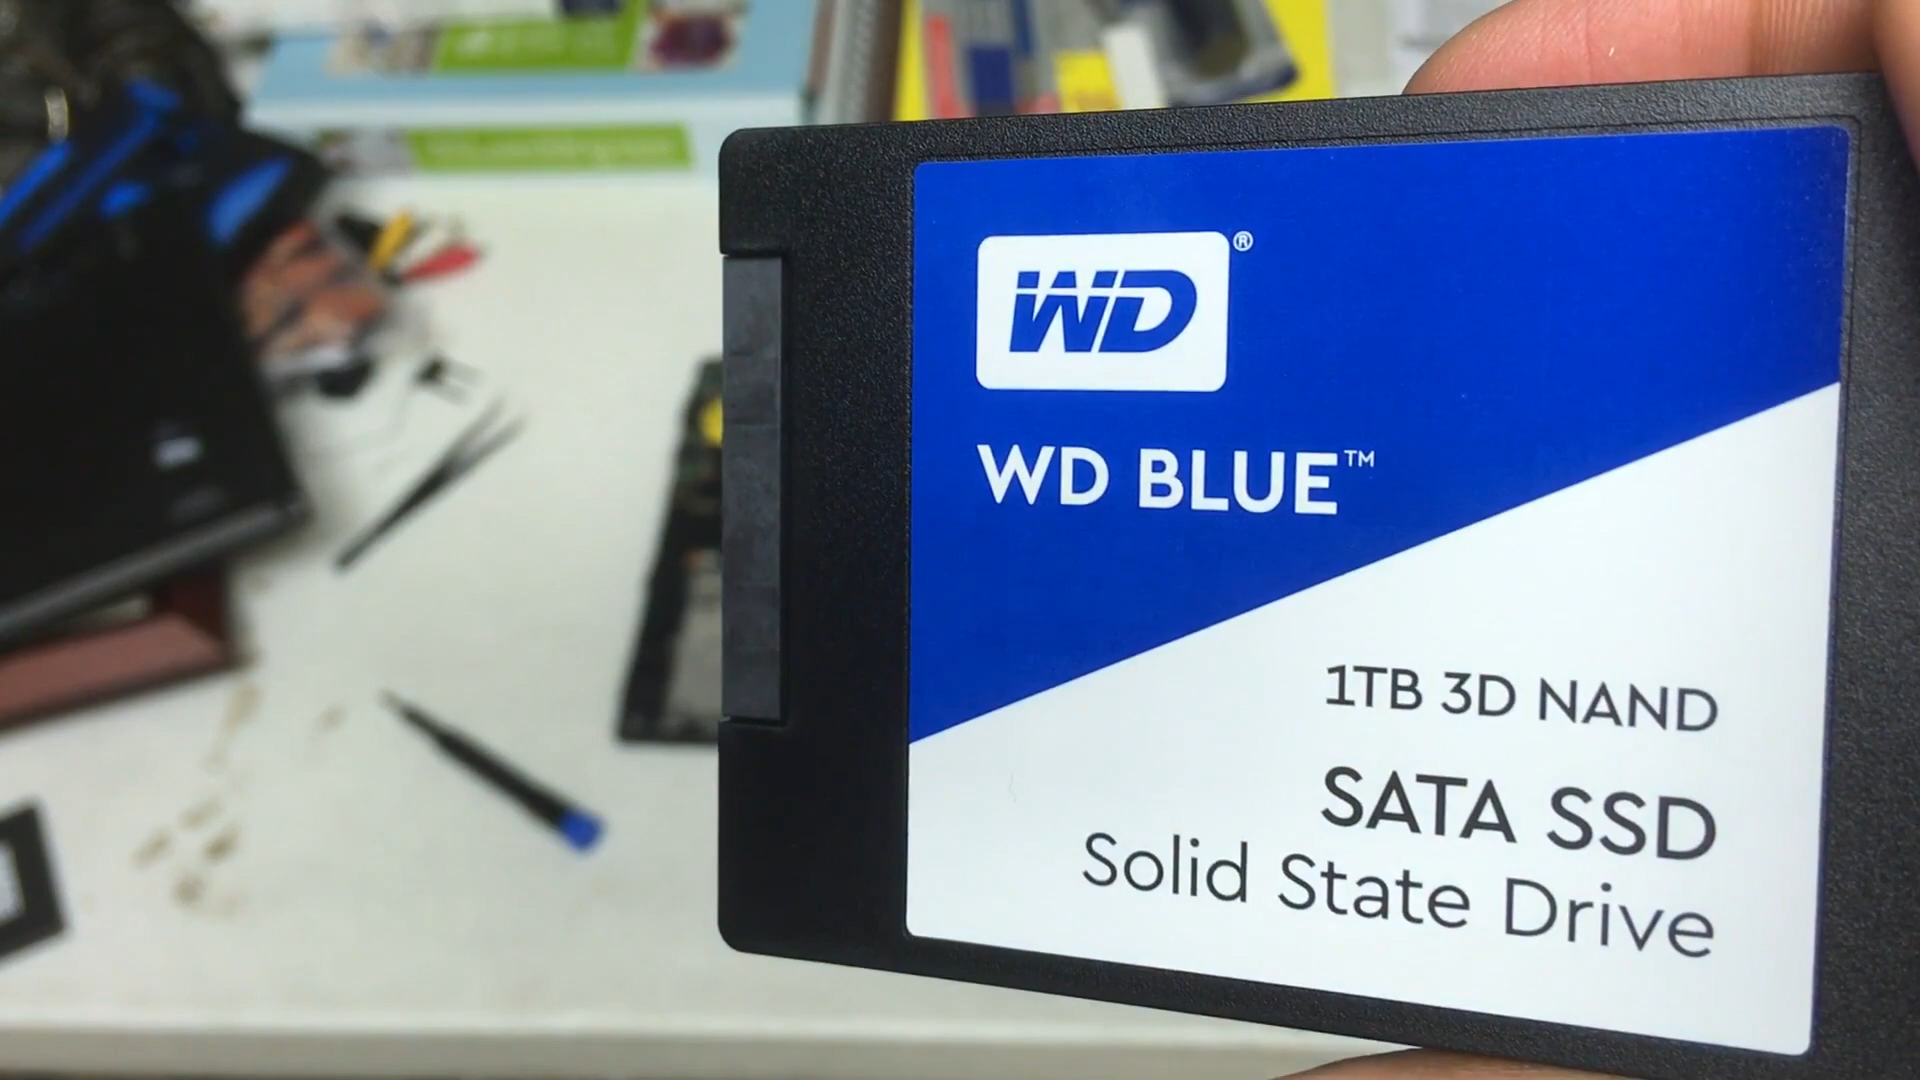 WD®
WD BLUE™
1TB 3D NAND
SATA SSD
Solid State Drive